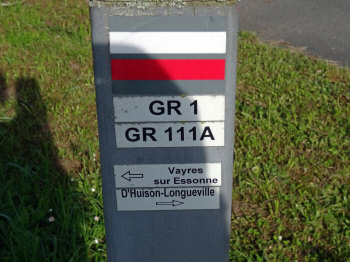 GR 1
GR 111A
Vayres
sur Essonne
D'Huison-Longueville